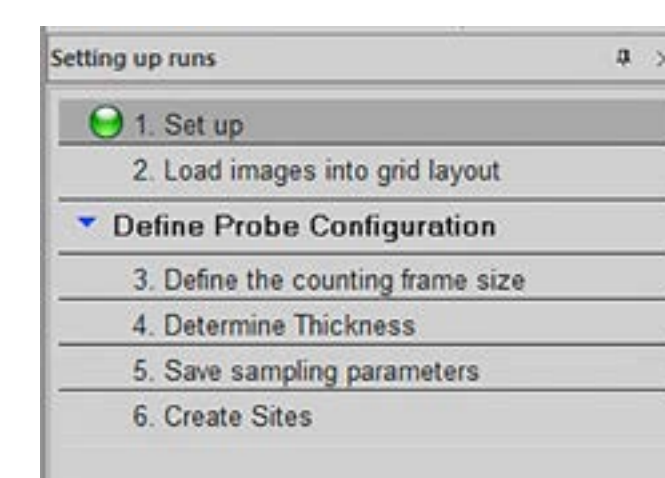 Setting up runs
1. Set up
2. Load images into grid layout
Define Probe Configuration
3. Define the counting frame size
4. Determine Thickness
5. Save sampling parameters
6. Create Sites